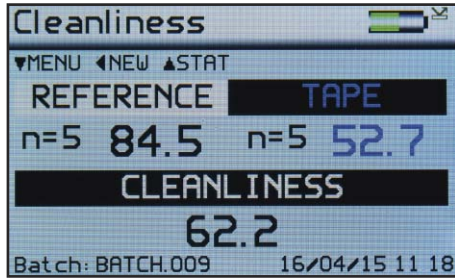 Cleanliness
▼MENU ◀NEW ▲STAT
REFERENCE TAPE
n=5 84.5 n=5 52.7
CLEANLINESS
62.2
Batch: BATCH.009 16/04/15 11 18